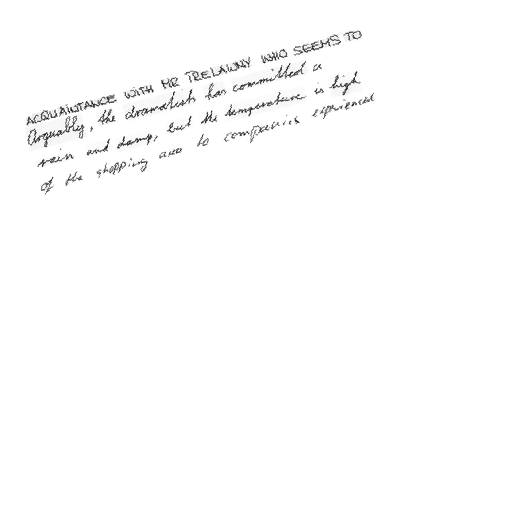 ACQUAINTANCE WITH MR TRELAWNY WHO SEEMS TO
Arguably, the dramatist has committed a
rain and damp, but the temperature is high
of the shopping area to companies experienced